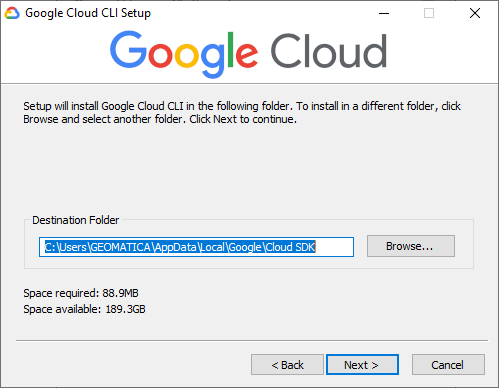 Google Cloud CLI Setup
Google Cloud
Setup will install Google Cloud CLI in the following folder. To install in a different folder, click
Browse and select another folder. Click Next to continue.
Destination Folder
C:\Users\GEOMATICA\AppData\Local\Google\Cloud SDK
Browse...
Space required: 88.9MB
Space available: 189.3GB
< Back
Next >
Cancel